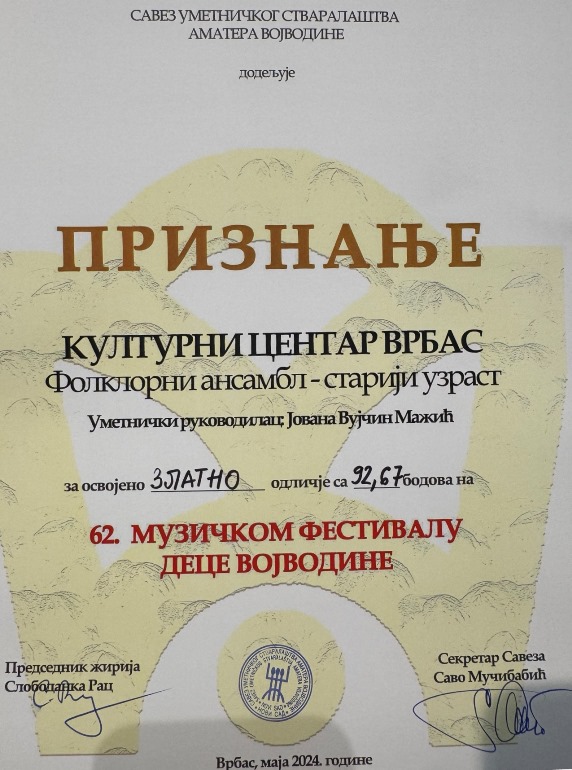 САВЕЗ УМЕТНИЧКОГ СТВАРАЛАШТВА
АМАТЕРА ВОЈВОДИНЕ
додељује
ПРИЗНАЊЕ
КУЛТУРНИ ЦЕНТАР ВРБАС
Фолклорни ансамбл - старији узраст
Уметнички руководилац: Јована Вујчин Мажић
за освојено ЗЛАТНО одличје са 92,67 бодова на
62. МУЗИЧКОМ ФЕСТИВАЛУ
ДЕЦЕ ВОЈВОДИНЕ
Председник жирија
Слободанка Рац
Секретар Савеза
Саво Мучибабић
Врбас, маја 2024. године